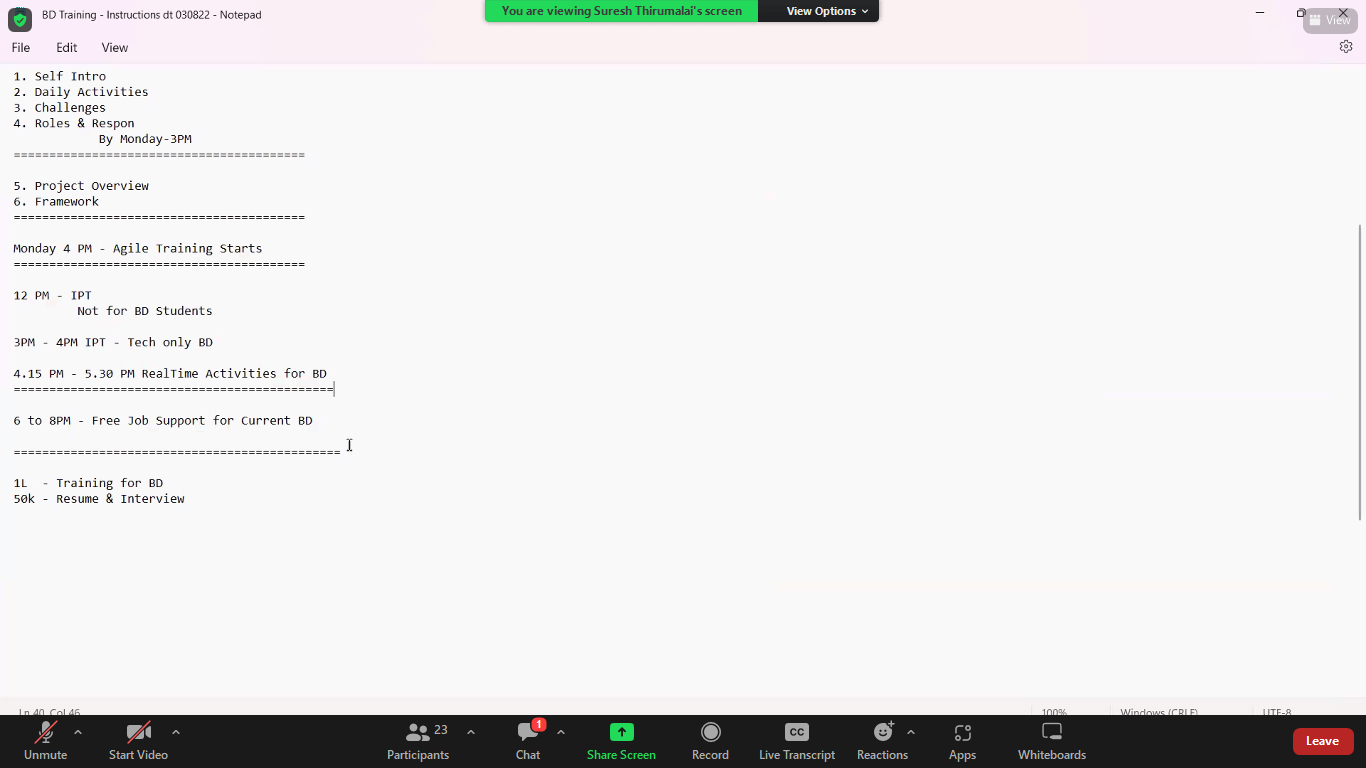 BD Training - Instructions dt 030822 - Notepad
You are viewing Suresh Thirumalai's screen
View Options
View
File
Edit
View
1. Self Intro
2. Daily Activities
3. Challenges
4. Roles & Respon
By Monday-3PM
=========================================
5. Project Overview
6. Framework
=========================================
Monday 4 PM - Agile Training Starts
=========================================
12 PM - IPT
Not for BD Students
3PM - 4PM IPT - Tech only BD
4.15 PM - 5.30 PM RealTime Activities for BD
=============================================
6 to 8PM - Free Job Support for Current BD
==============================================
1L  - Training for BD
50k - Resume & Interview
Ln 40, Col 46
100%
Windows (CRLF)
UTF-8
Unmute
Start Video
23
Participants
1
Chat
Share Screen
Record
CC
Live Transcript
Reactions
Apps
Whiteboards
Leave